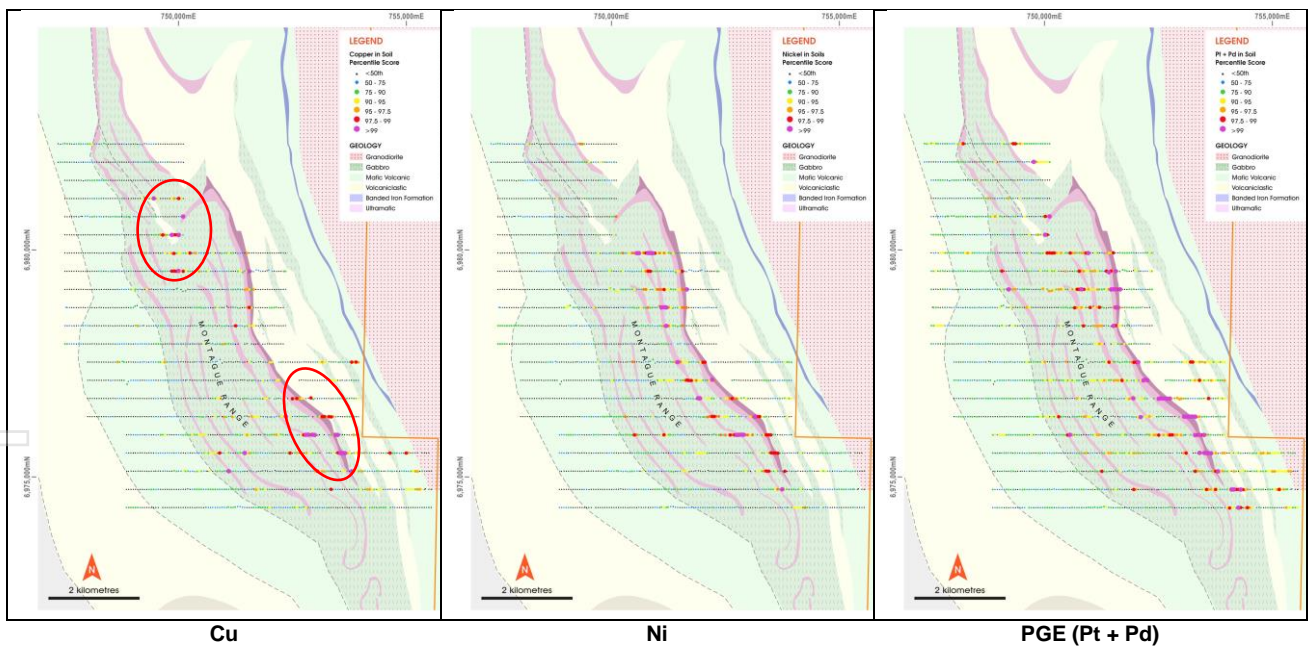 750,000mE
755,000mE
6,980,000mN
6,975,000mN
LEGEND
Copper in Soil
Percentile Score
<50th
50 - 75
75 - 90
90 - 95
95 - 97.5
97.5 - 99
>99
GEOLOGY
Granodiorite
Gabbro
Mafic Volcanic
Volcaniclastic
Banded Iron Formation
Ultramafic
MONTAIGUE RANGE
N
2 kilometres
Cu
750,000mE
755,000mE
6,980,000mN
6,975,000mN
LEGEND
Nickel in Soils
Percentile Score
<50th
50 - 75
75 - 90
90 - 95
95 - 97.5
97.5 - 99
>99
GEOLOGY
Granodiorite
Gabbro
Mafic Volcanic
Volcaniclastic
Banded Iron Formation
Ultramafic
MONTAIGUE RANGE
N
2 kilometres
Ni
750,000mE
755,000mE
6,980,000mN
6,975,000mN
LEGEND
Pt + Pd in Soil
Percentile Score
<50th
50 - 75
75 - 90
90 - 95
95 - 97.5
97.5 - 99
>99
GEOLOGY
Granodiorite
Gabbro
Mafic Volcanic
Volcaniclastic
Banded Iron Formation
Ultramafic
MONTAIGUE RANGE
N
2 kilometres
PGE (Pt + Pd)